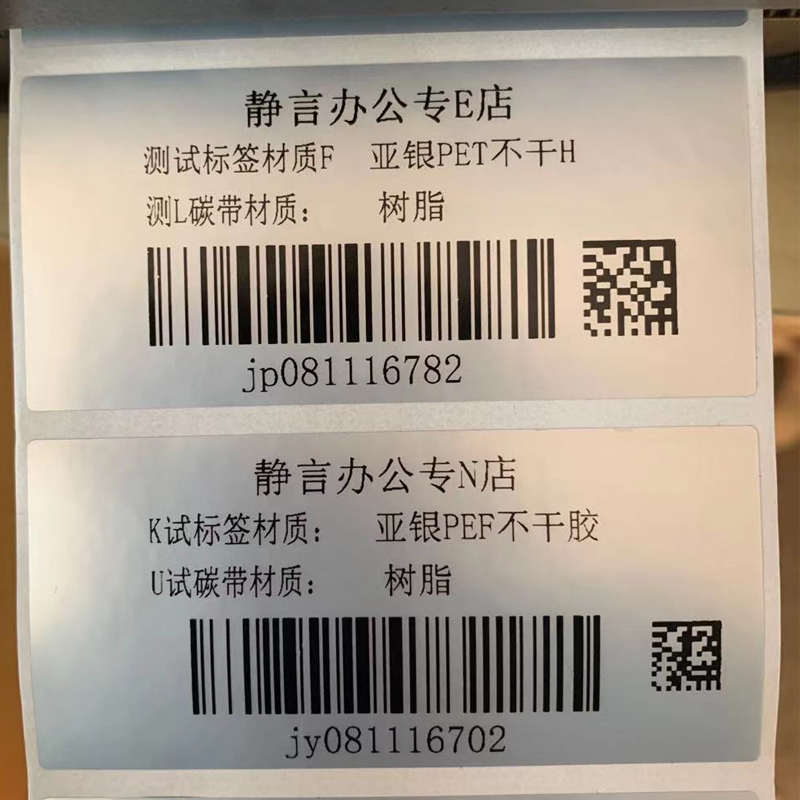 静言办公专E店
测试标签材质F 亚银PET不干H
测L碳带材质： 树脂
jp081116782
静言办公专N店
K试标签材质： 亚银PEF不干胶
U试碳带材质： 树脂
jy081116702